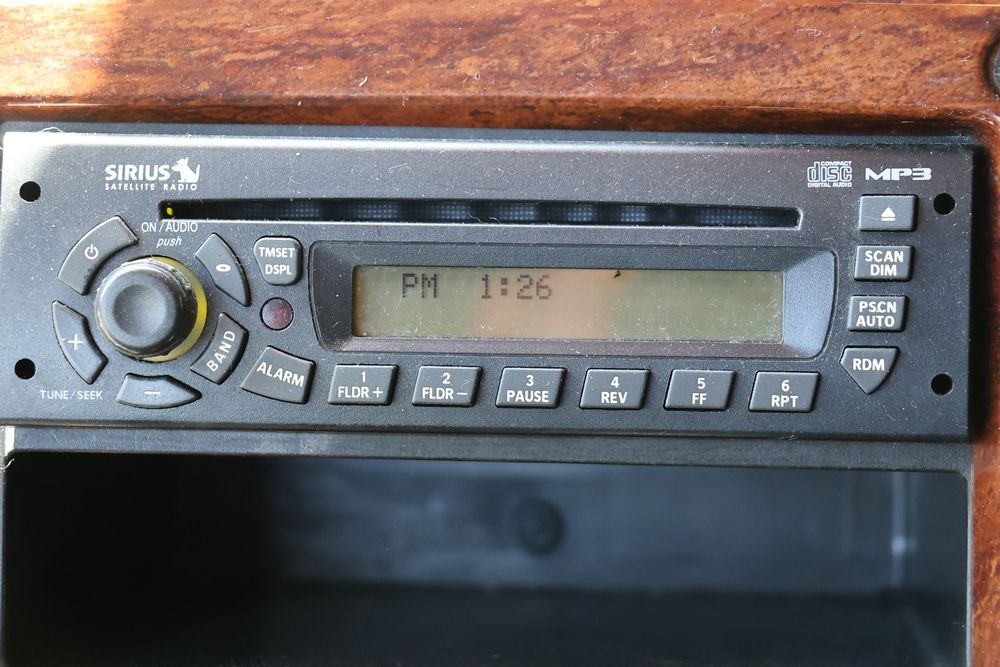 SIRIUS
SATELLITE RADIO
COMPACT
disc
DIGITAL AUDIO
MP3
ON / AUDIO
push
TMSET
DSPL
SCAN
DIM
PM 1:26
PSCN
AUTO
+
BAND
ALARM
RDM
TUNE / SEEK
−
1
FLDR +
2
FLDR −
3
PAUSE
4
REV
5
FF
6
RPT